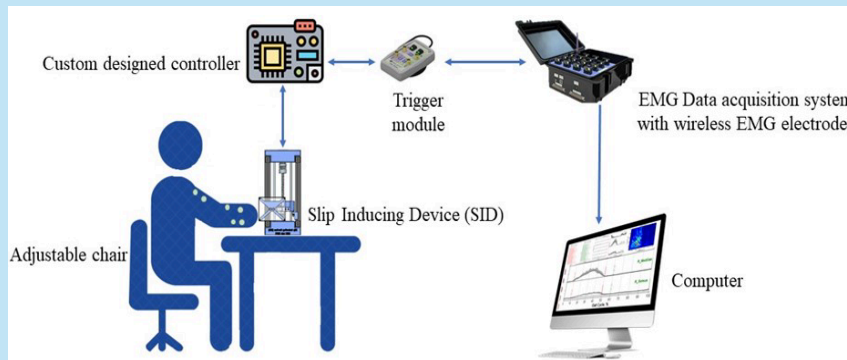 Custom designed controller
Trigger
module
EMG Data acquisition system
with wireless EMG electrode
Slip Inducing Device (SID)
Adjustable chair
Computer